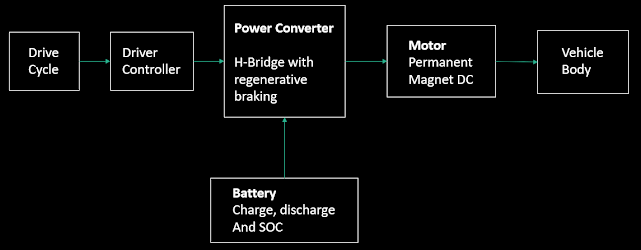 Drive
Cycle
Driver
Controller
Power Converter
H-Bridge with
regenerative
braking
Motor
Permanent
Magnet DC
Vehicle
Body
Battery
Charge, discharge
And SOC